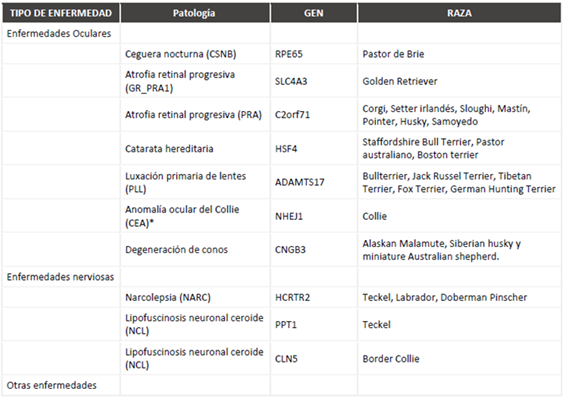 TIPO DE ENFERMEDAD Patología GEN RAZA
Enfermedades Oculares
Ceguera nocturna (CSNB) RPE65 Pastor de Brie
Atrofia retinal progresiva
(GR_PRA1) SLC4A3 Golden Retriever
Atrofia retinal progresiva (PRA) C2orf71 Corgi, Setter irlandés, Sloughi, Mastín,
Pointer, Husky, Samoyedo
Catarata hereditaria HSF4 Staffordshire Bull Terrier, Pastor
australiano, Boston terrier
Luxación primaria de lentes
(PLL) ADAMTS17 Bullterrier, Jack Russel Terrier, Tibetan
Terrier, Fox Terrier, German Hunting Terrier
Anomalía ocular del Collie
(CEA)* NHEJ1 Collie
Degeneración de conos CNGB3 Alaskan Malamute, Siberian husky y
miniature Australian shepherd.
Enfermedades nerviosas
Narcolepsia (NARC) HCRTR2 Teckel, Labrador, Doberman Pinscher
Lipofuscinosis neuronal ceroide
(NCL) PPT1 Teckel
Lipofuscinosis neuronal ceroide
(NCL) CLN5 Border Collie
Otras enfermedades